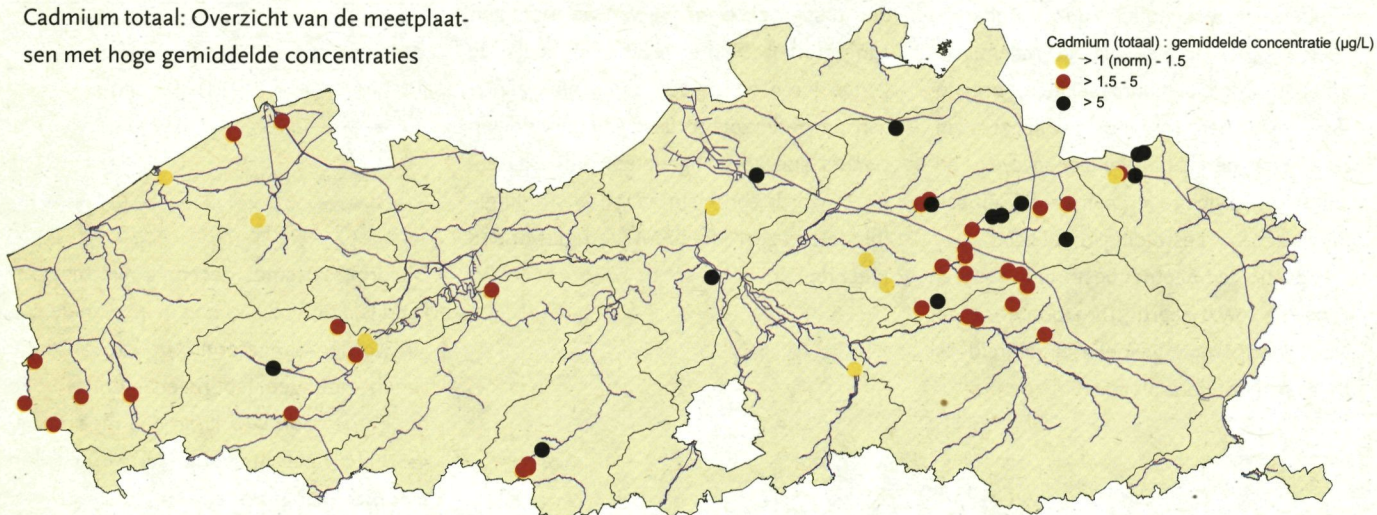 Cadmium totaal: Overzicht van de meetplaat-
sen met hoge gemiddelde concentraties
Cadmium (totaal) : gemiddelde concentratie (µg/L)
> 1 (norm) - 1.5
> 1.5 - 5
> 5